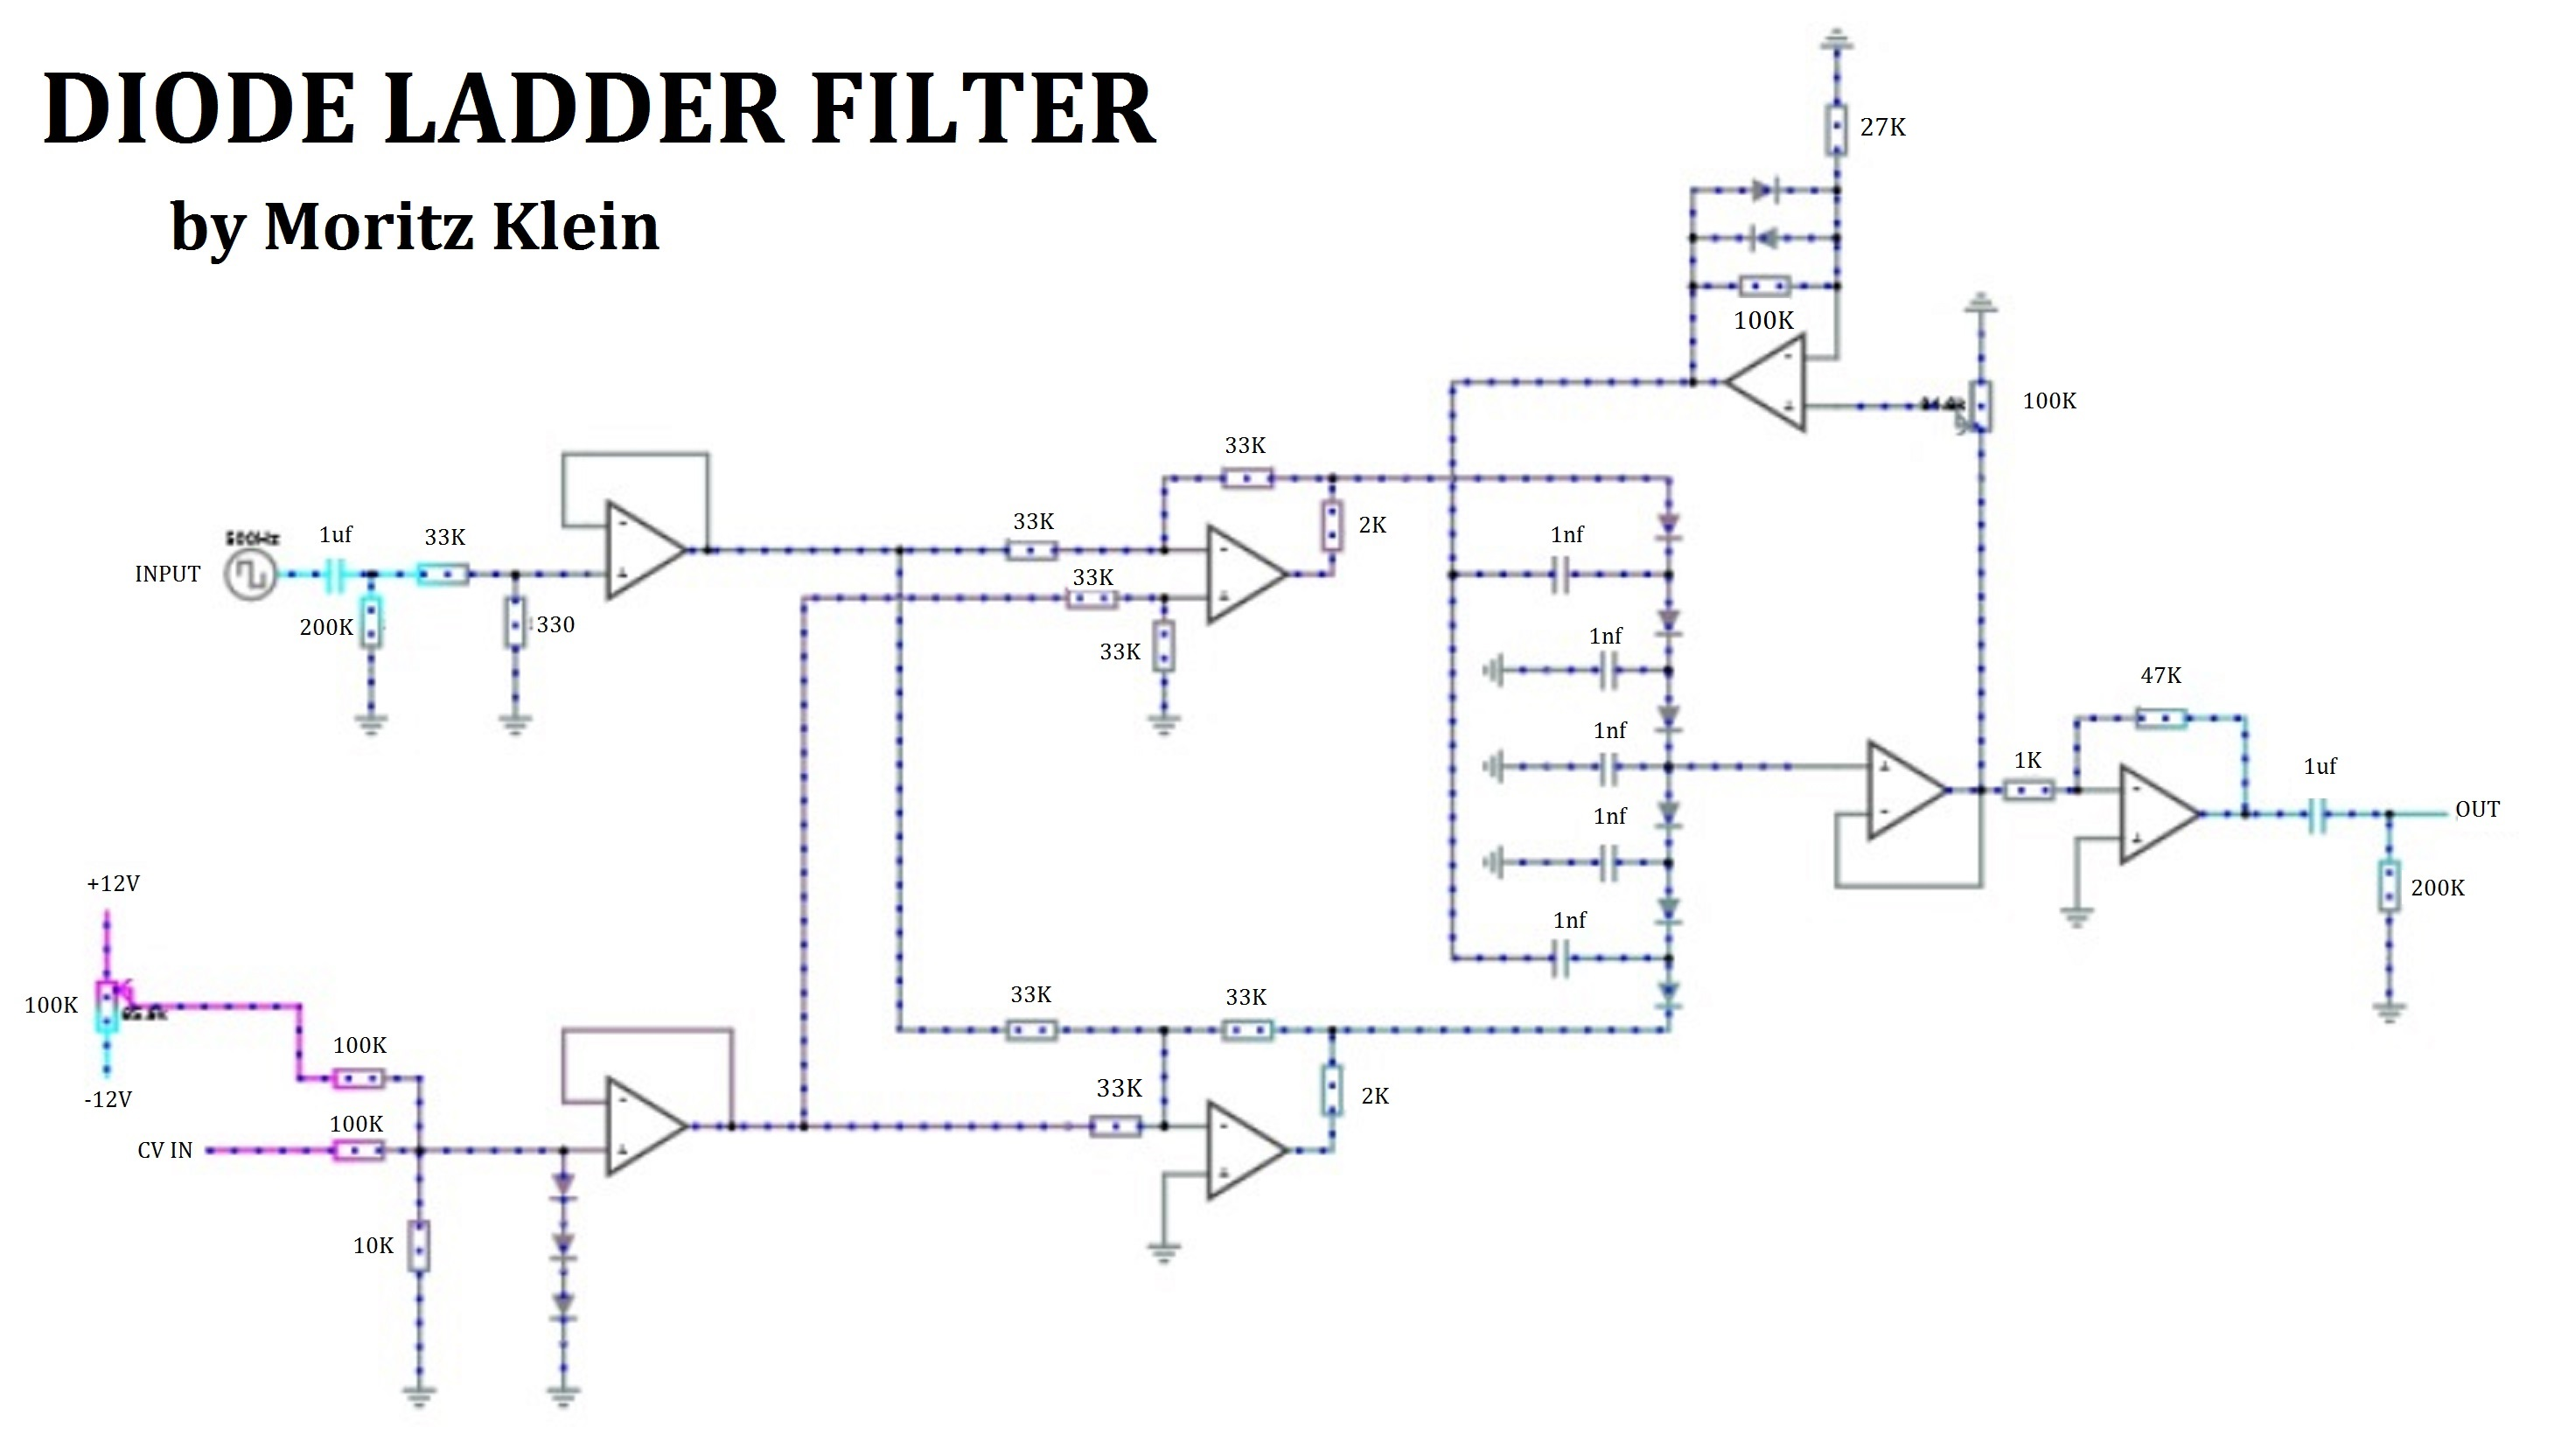 DIODE LADDER FILTER
by Moritz Klein
27K
100K
100K
33K
33K
2K
500Hz
1uf
33K
INPUT
1nf
33K
200K
330
33K
1nf
47K
1nf
1K
1uf
1nf
OUT
+12V
200K
1nf
100K
33K
33K
100K
-12V
33K
2K
100K
CV IN
10K